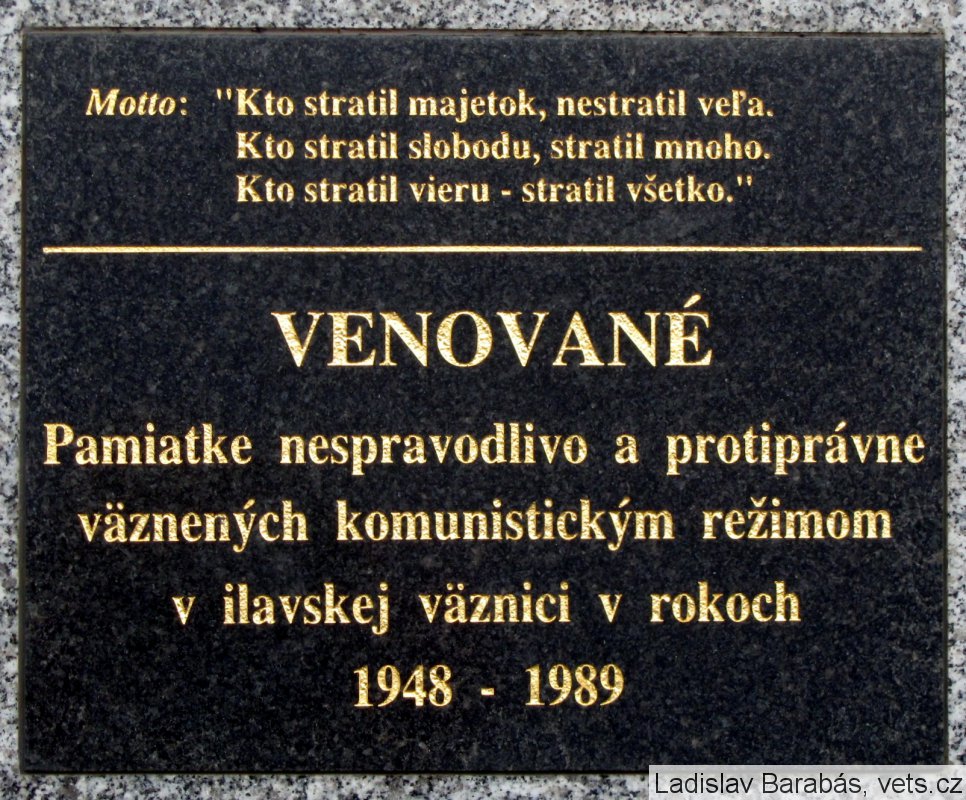 Motto: "Kto stratil majetok, nestratil veľa.
Kto stratil slobodu, stratil mnoho.
Kto stratil vieru - stratil všetko."
VENOVANÉ
Pamiatke nespravodlivo a protiprávne
väznených komunistickým režimom
v ilavskej väznici v rokoch
1948 - 1989
Ladislav Barabás, vets.cz